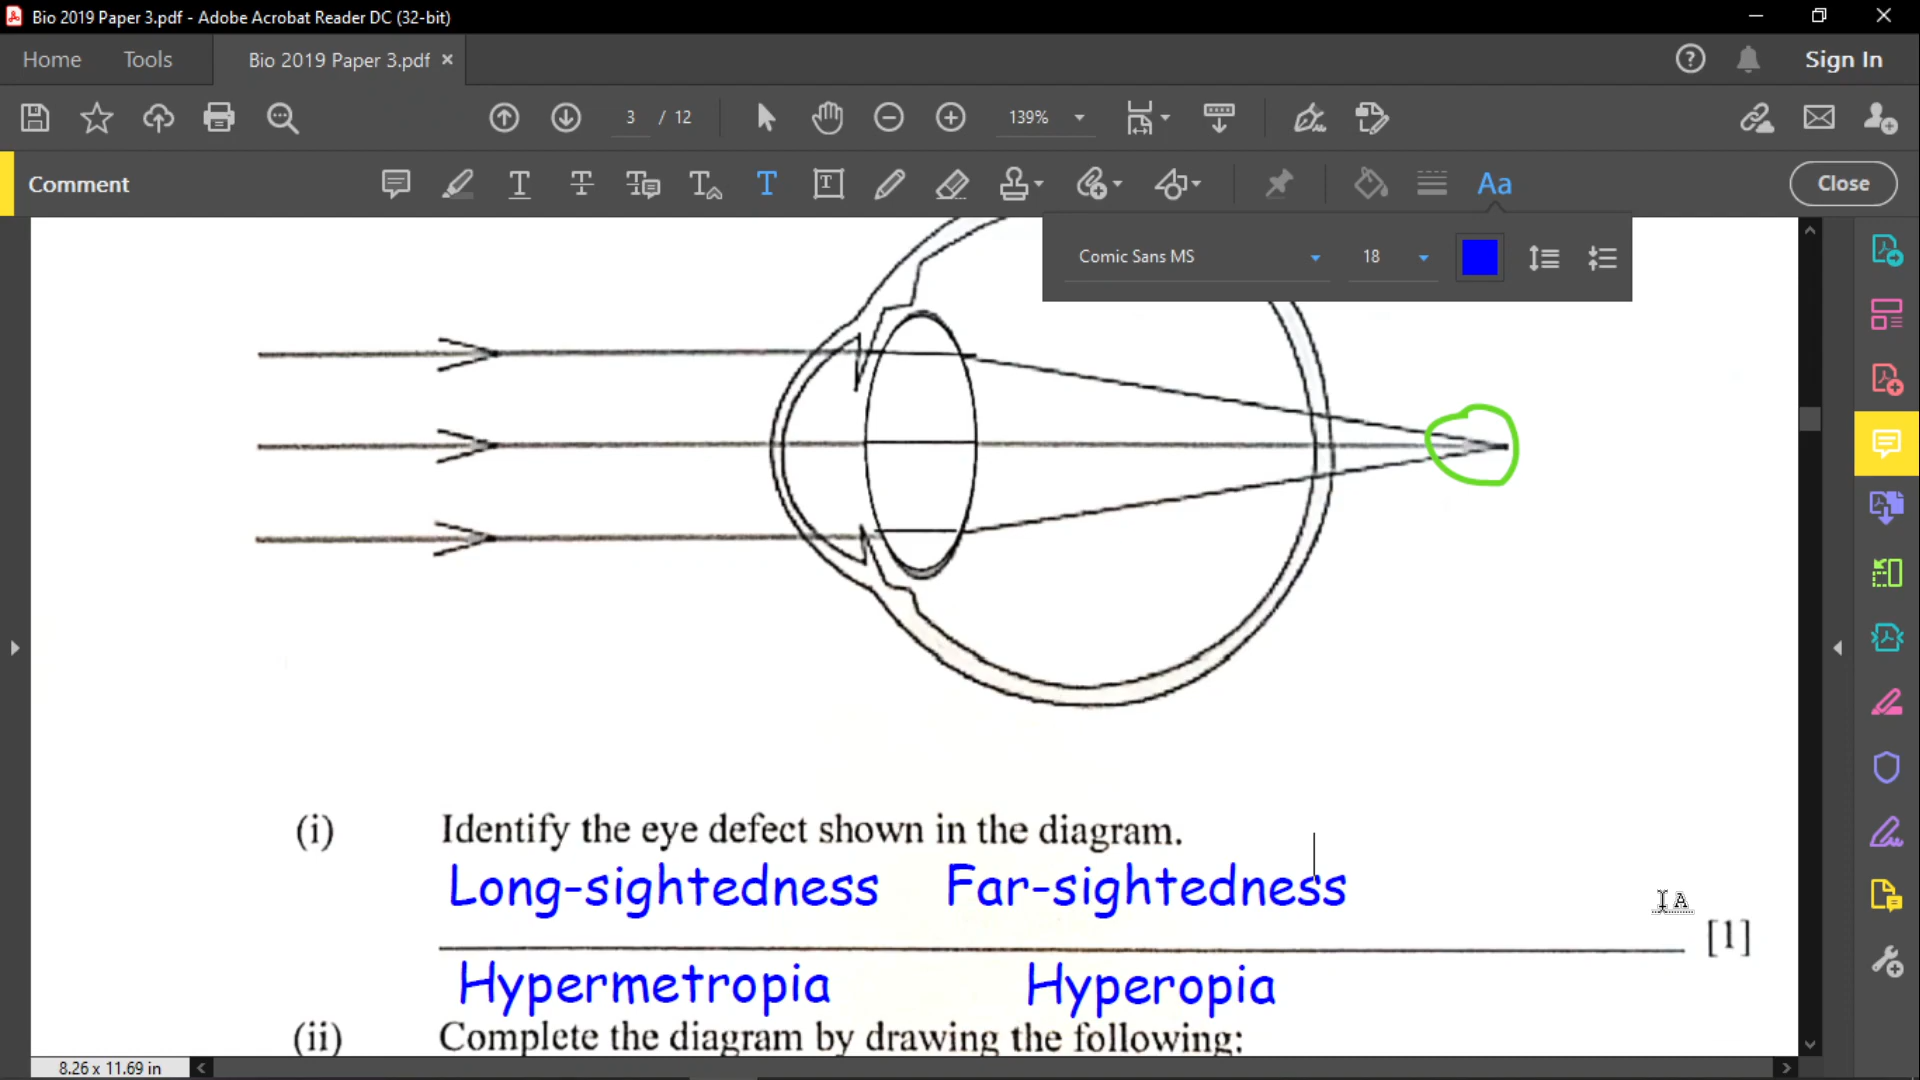 Bio 2019 Paper 3.pdf - Adobe Acrobat Reader DC (32-bit)
Home Tools Bio 2019 Paper 3.pdf × Sign In
3 / 12 139%
Comment Close
Comic Sans MS 18
(i) Identify the eye defect shown in the diagram.
Long-sightedness Far-sightedness
[1]
Hypermetropia Hyperopia
(ii) Complete the diagram by drawing the following:
8.26 x 11.69 in